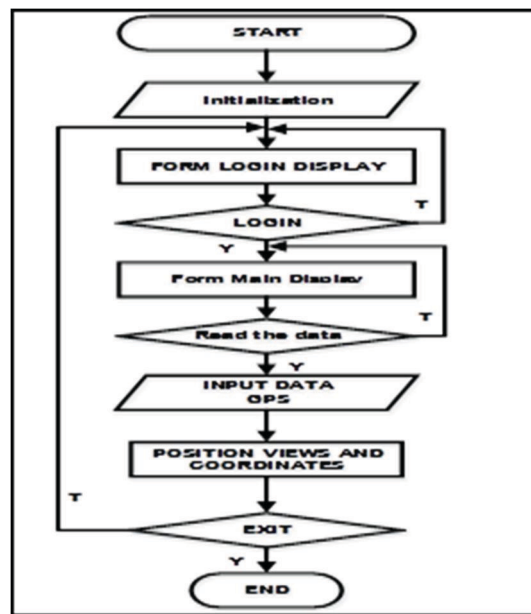 START
Initialization
FORM LOGIN DISPLAY
T
LOGIN
Y
Form Main Display
T
Read the data
Y
INPUT DATA
GPS
POSITION VIEWS AND
COORDINATES
T
EXIT
Y
END